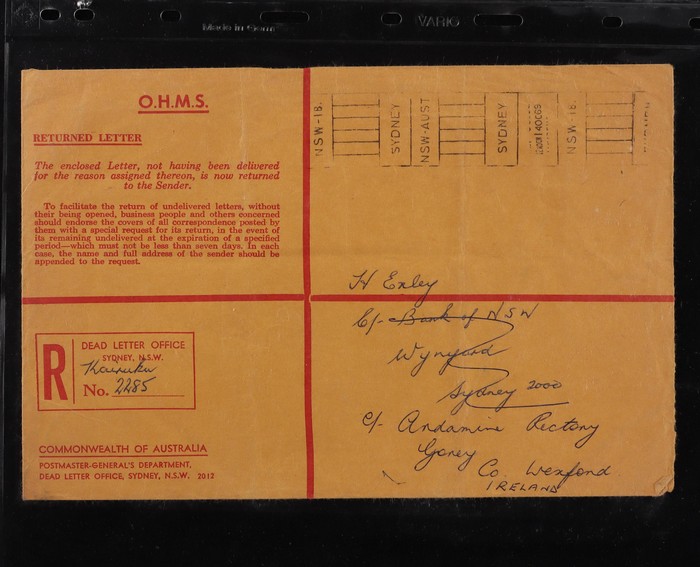 Made in Germ
VARIO
O.H.M.S.
RETURNED LETTER
The enclosed Letter, not having been delivered
for the reason assigned thereon, is now returned
to the Sender.
To facilitate the return of undelivered letters, without
their being opened, business people and others concerned
should endorse the covers of all correspondence posted by
them with a special request for its return, in the event of
its remaining undelivered at the expiration of a specified
period—which must not be less than seven days. In each
case, the name and full address of the sender should be
appended to the request.
NSW-18.
SYDNEY
NSW-AUST
SYDNEY
14OC69
NSW-18.
H Exley
C/- Bank of NSW
Wynyard
Sydney 2000
C/- Andamine Rectory
Gorey
Co. Wexford
IRELAND
R
DEAD LETTER OFFICE
SYDNEY, N.S.W.
No. 2285
COMMONWEALTH OF AUSTRALIA
POSTMASTER-GENERAL'S DEPARTMENT,
DEAD LETTER OFFICE, SYDNEY, N.S.W. 2012